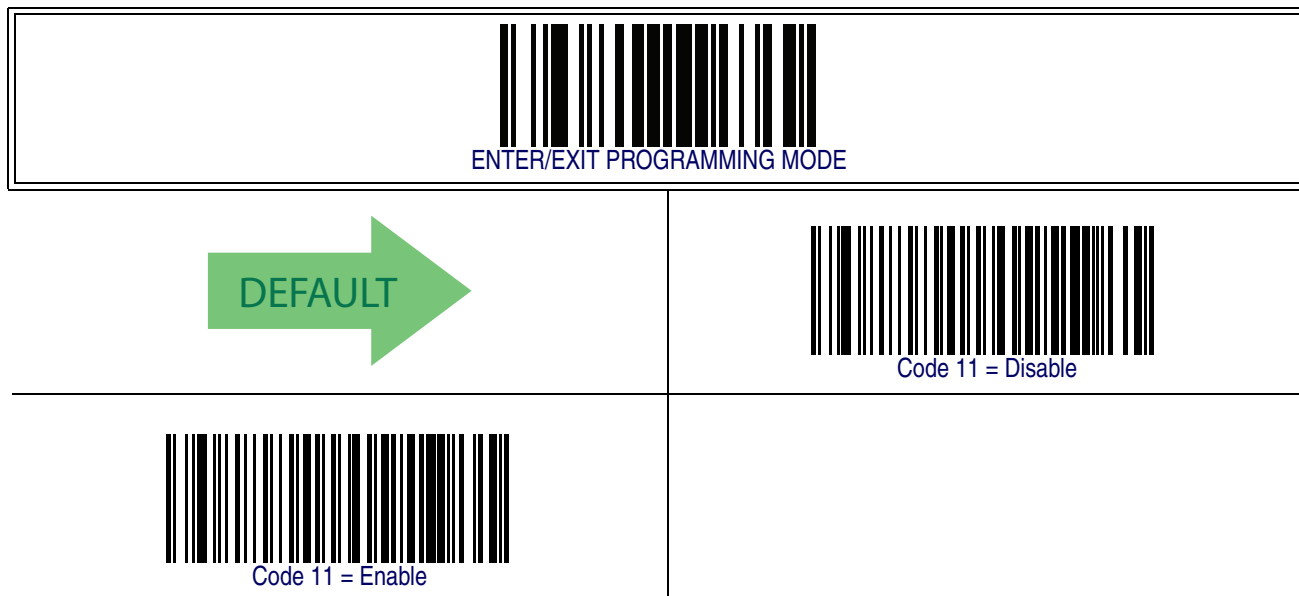 ENTER/EXIT PROGRAMMING MODE
DEFAULT
Code 11 = Disable
Code 11 = Enable